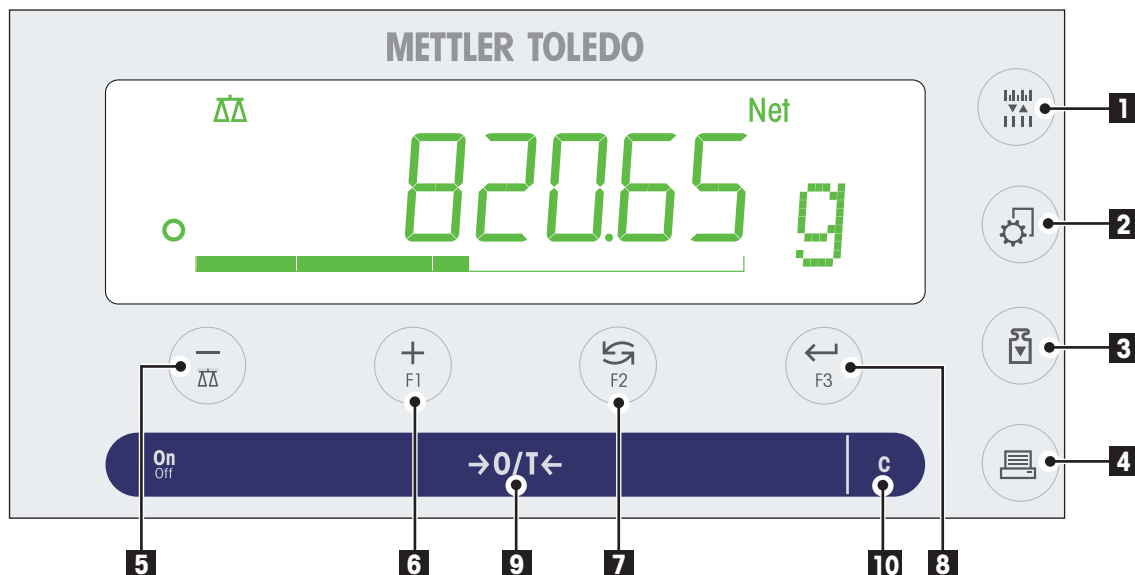 METTLER TOLEDO
Net
820.65 g
1
2
3
4
F1
F2
F3
On
Off
→0/T←
C
5
6
9
7
10
8